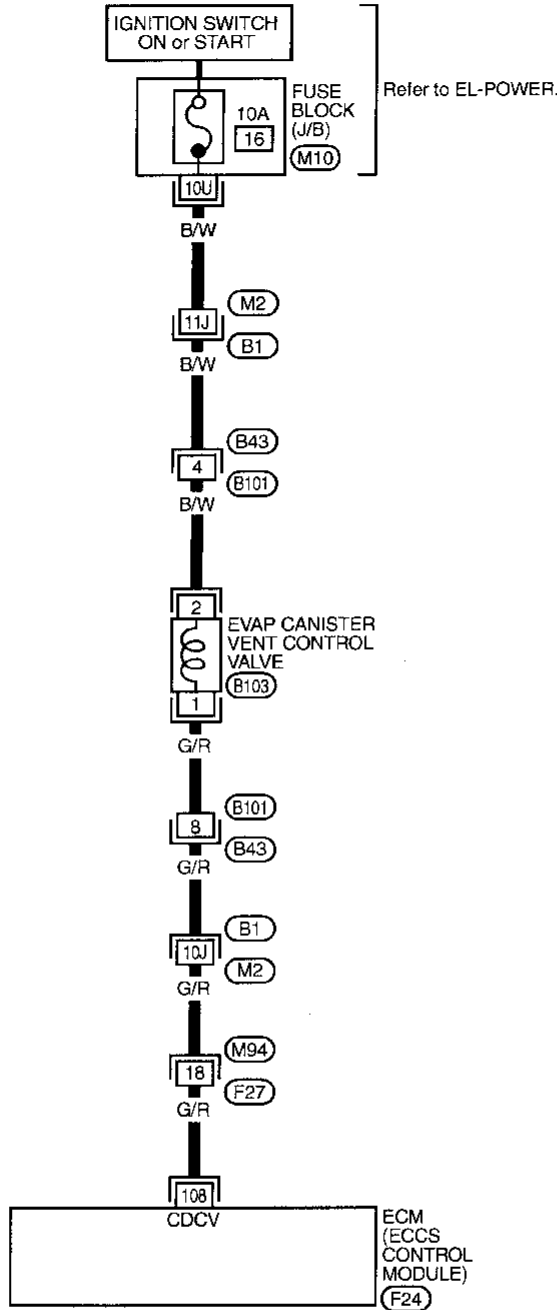 IGNITION SWITCH
ON or START
Refer to EL-POWER.
FUSE
BLOCK
(J/B)
10A
16
M10
10U
B/W
11J
M2
B1
B/W
B43
4
B101
B/W
2
EVAP CANISTER
VENT CONTROL
VALVE
B103
1
G/R
B101
8
B43
G/R
B1
10J
M2
G/R
M94
18
F27
G/R
108
CDCV
ECM
(ECCS
CONTROL
MODULE)
F24